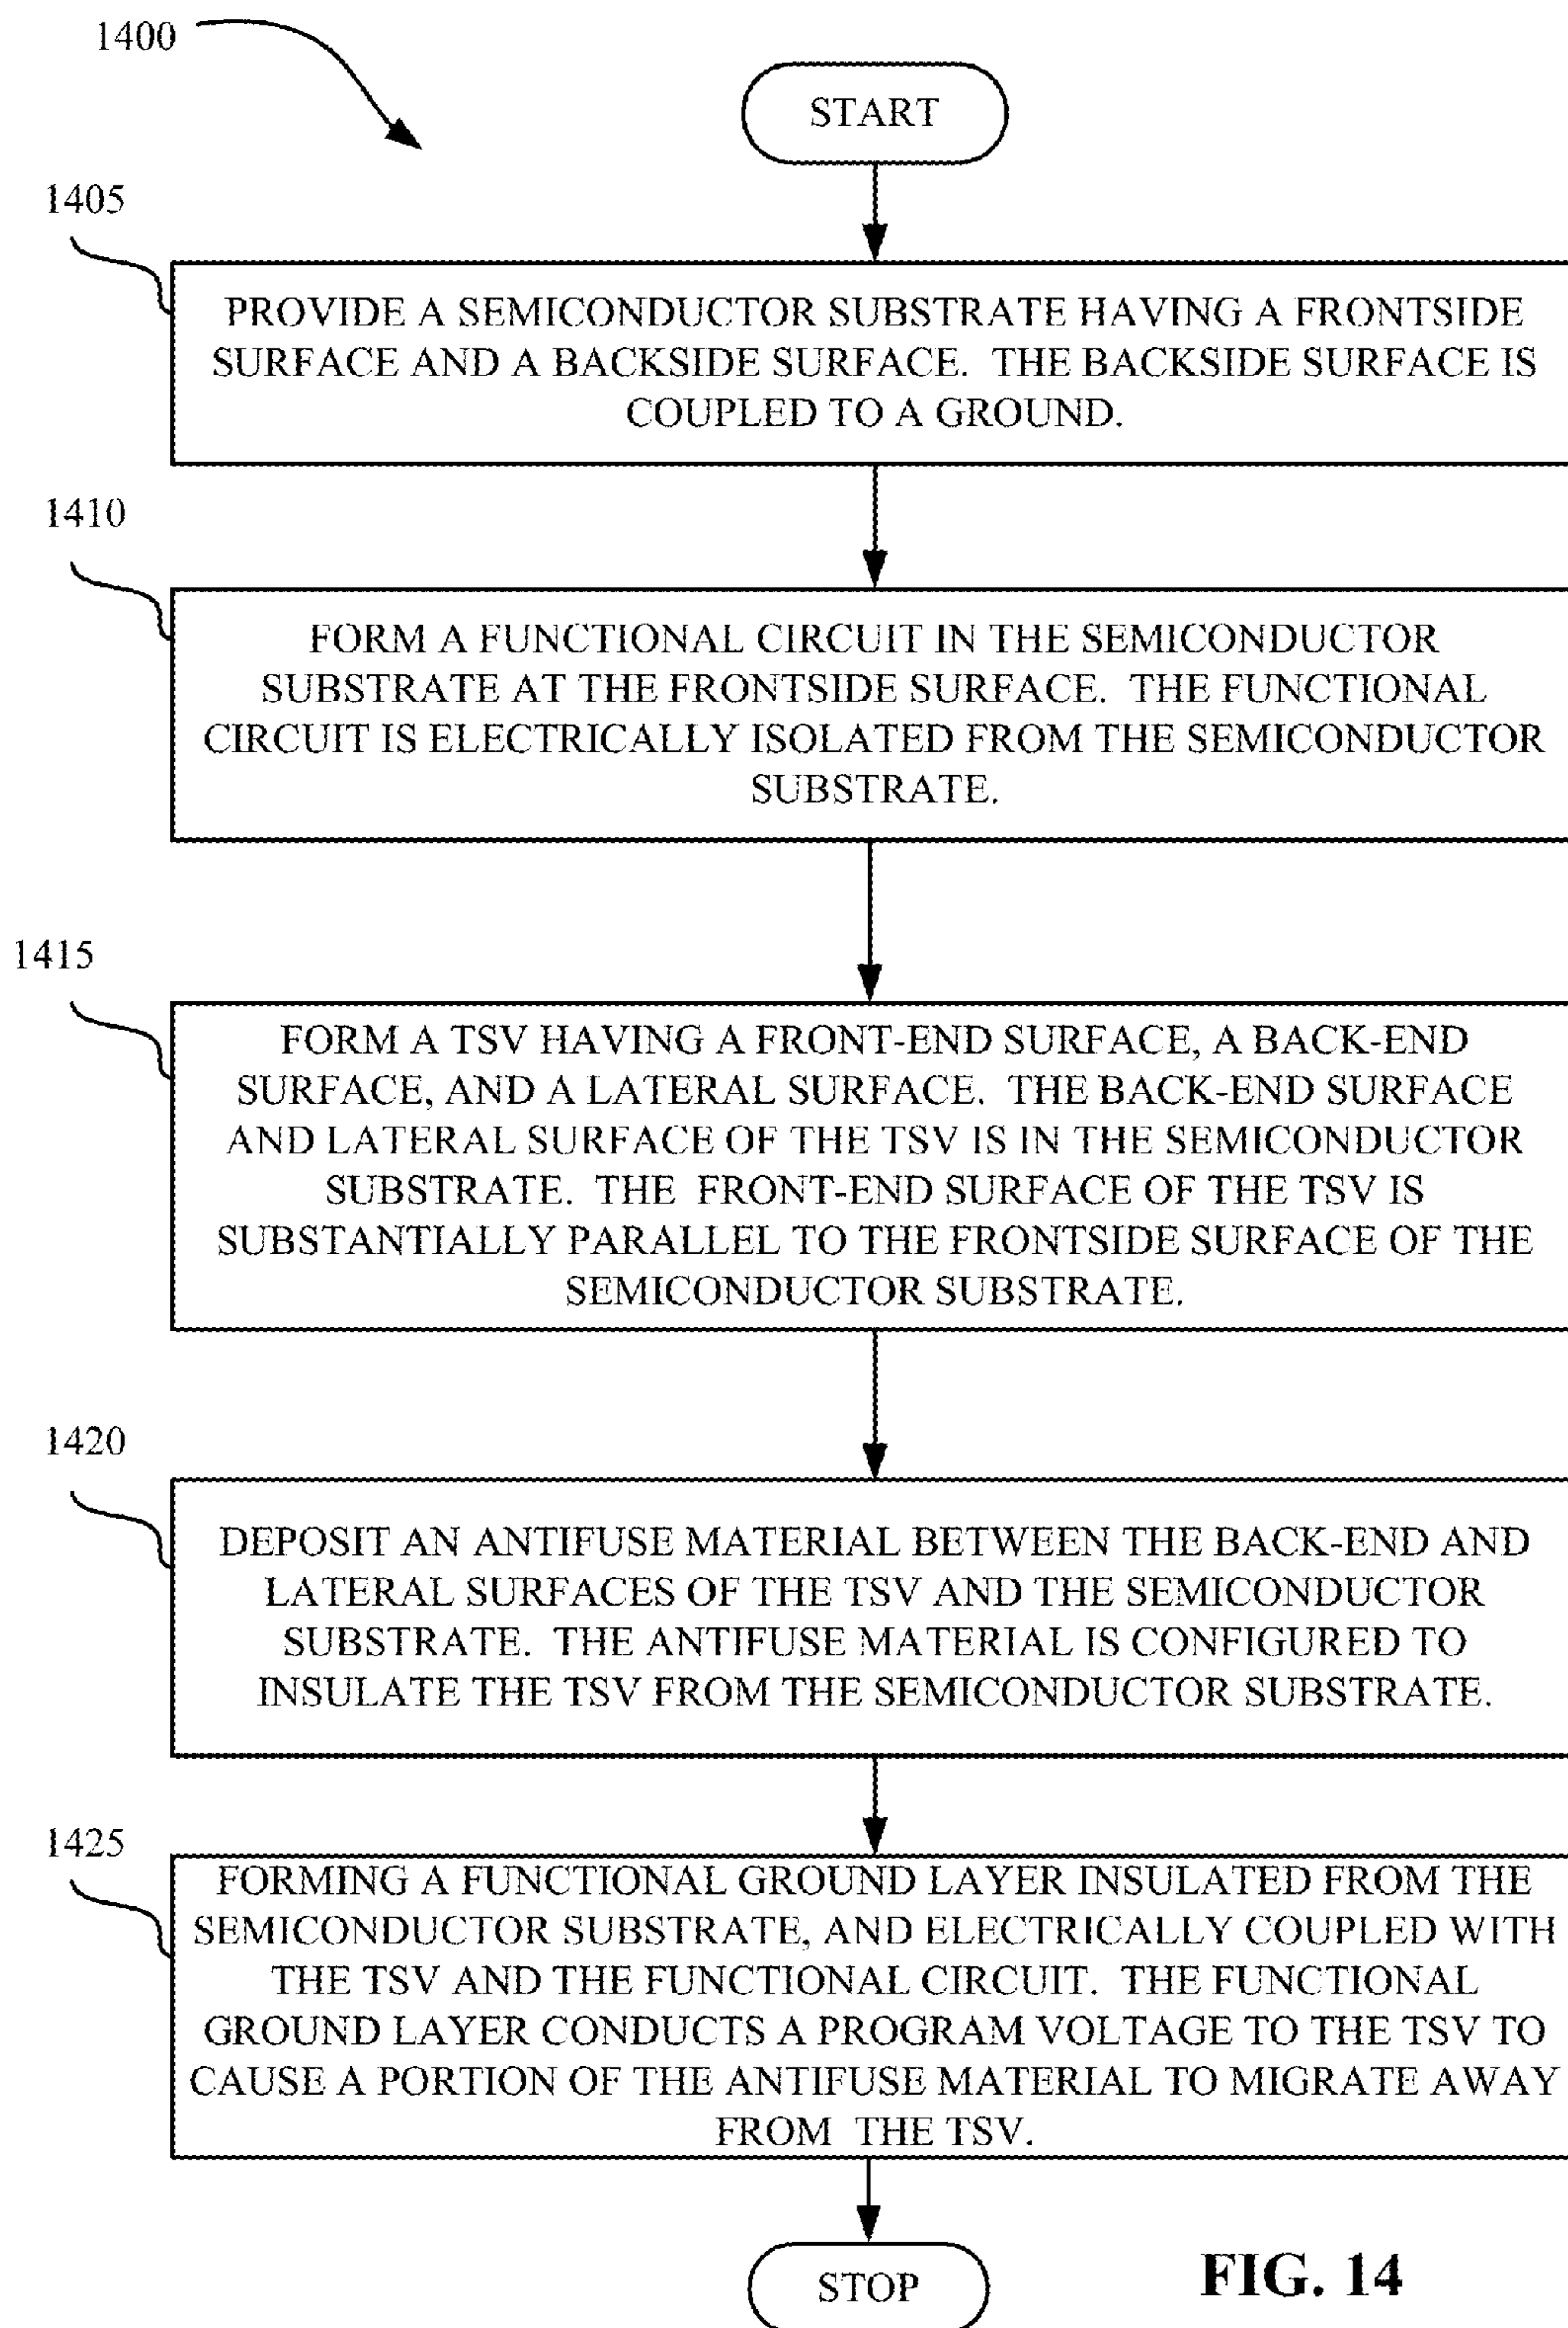 1400
START
1405
PROVIDE A SEMICONDUCTOR SUBSTRATE HAVING A FRONTSIDE
SURFACE AND A BACKSIDE SURFACE. THE BACKSIDE SURFACE IS
COUPLED TO A GROUND.
1410
FORM A FUNCTIONAL CIRCUIT IN THE SEMICONDUCTOR
SUBSTRATE AT THE FRONTSIDE SURFACE. THE FUNCTIONAL
CIRCUIT IS ELECTRICALLY ISOLATED FROM THE SEMICONDUCTOR
SUBSTRATE.
1415
FORM A TSV HAVING A FRONT-END SURFACE, A BACK-END
SURFACE, AND A LATERAL SURFACE. THE BACK-END SURFACE
AND LATERAL SURFACE OF THE TSV IS IN THE SEMICONDUCTOR
SUBSTRATE. THE FRONT-END SURFACE OF THE TSV IS
SUBSTANTIALLY PARALLEL TO THE FRONTSIDE SURFACE OF THE
SEMICONDUCTOR SUBSTRATE.
1420
DEPOSIT AN ANTIFUSE MATERIAL BETWEEN THE BACK-END AND
LATERAL SURFACES OF THE TSV AND THE SEMICONDUCTOR
SUBSTRATE. THE ANTIFUSE MATERIAL IS CONFIGURED TO
INSULATE THE TSV FROM THE SEMICONDUCTOR SUBSTRATE.
1425
FORMING A FUNCTIONAL GROUND LAYER INSULATED FROM THE
SEMICONDUCTOR SUBSTRATE, AND ELECTRICALLY COUPLED WITH
THE TSV AND THE FUNCTIONAL CIRCUIT. THE FUNCTIONAL
GROUND LAYER CONDUCTS A PROGRAM VOLTAGE TO THE TSV TO
CAUSE A PORTION OF THE ANTIFUSE MATERIAL TO MIGRATE AWAY
FROM THE TSV.
STOP
FIG. 14